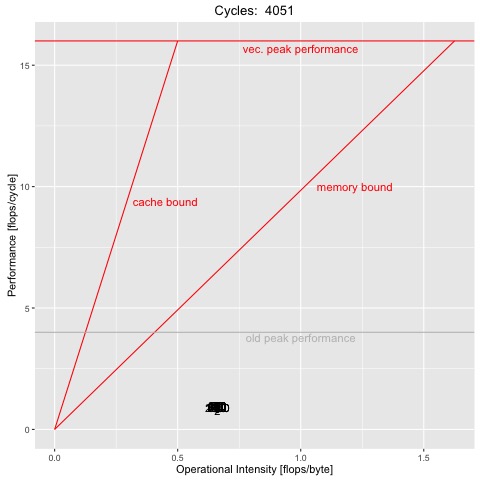 Cycles: 4051
vec. peak performance
15
memory bound
10
cache bound
Performance [flops/cycle]
5
old peak performance
0
0.0 0.5 1.0 1.5
Operational Intensity [flops/byte]